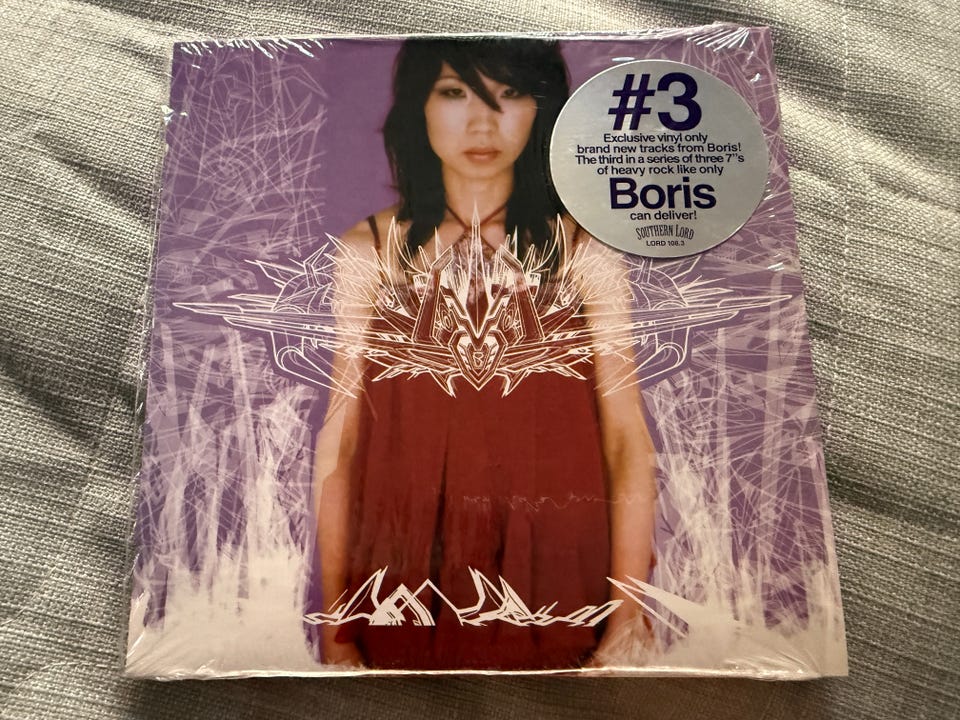 #3
Exclusive vinyl only
brand new tracks from Boris!
The third in a series of three 7"s
of heavy rock like only
Boris
can deliver!
SOUTHERN LORD
LORD 108.3